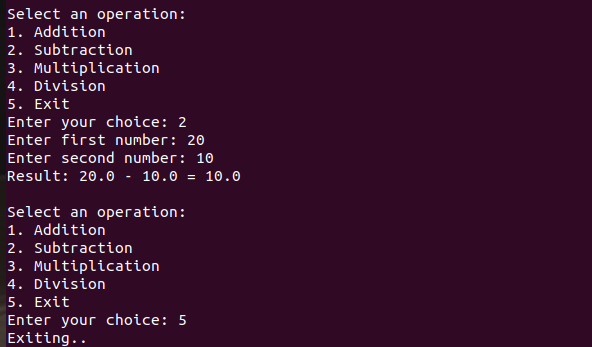 Select an operation:
1. Addition
2. Subtraction
3. Multiplication
4. Division
5. Exit
Enter your choice: 2
Enter first number: 20
Enter second number: 10
Result: 20.0 - 10.0 = 10.0

Select an operation:
1. Addition
2. Subtraction
3. Multiplication
4. Division
5. Exit
Enter your choice: 5
Exiting..